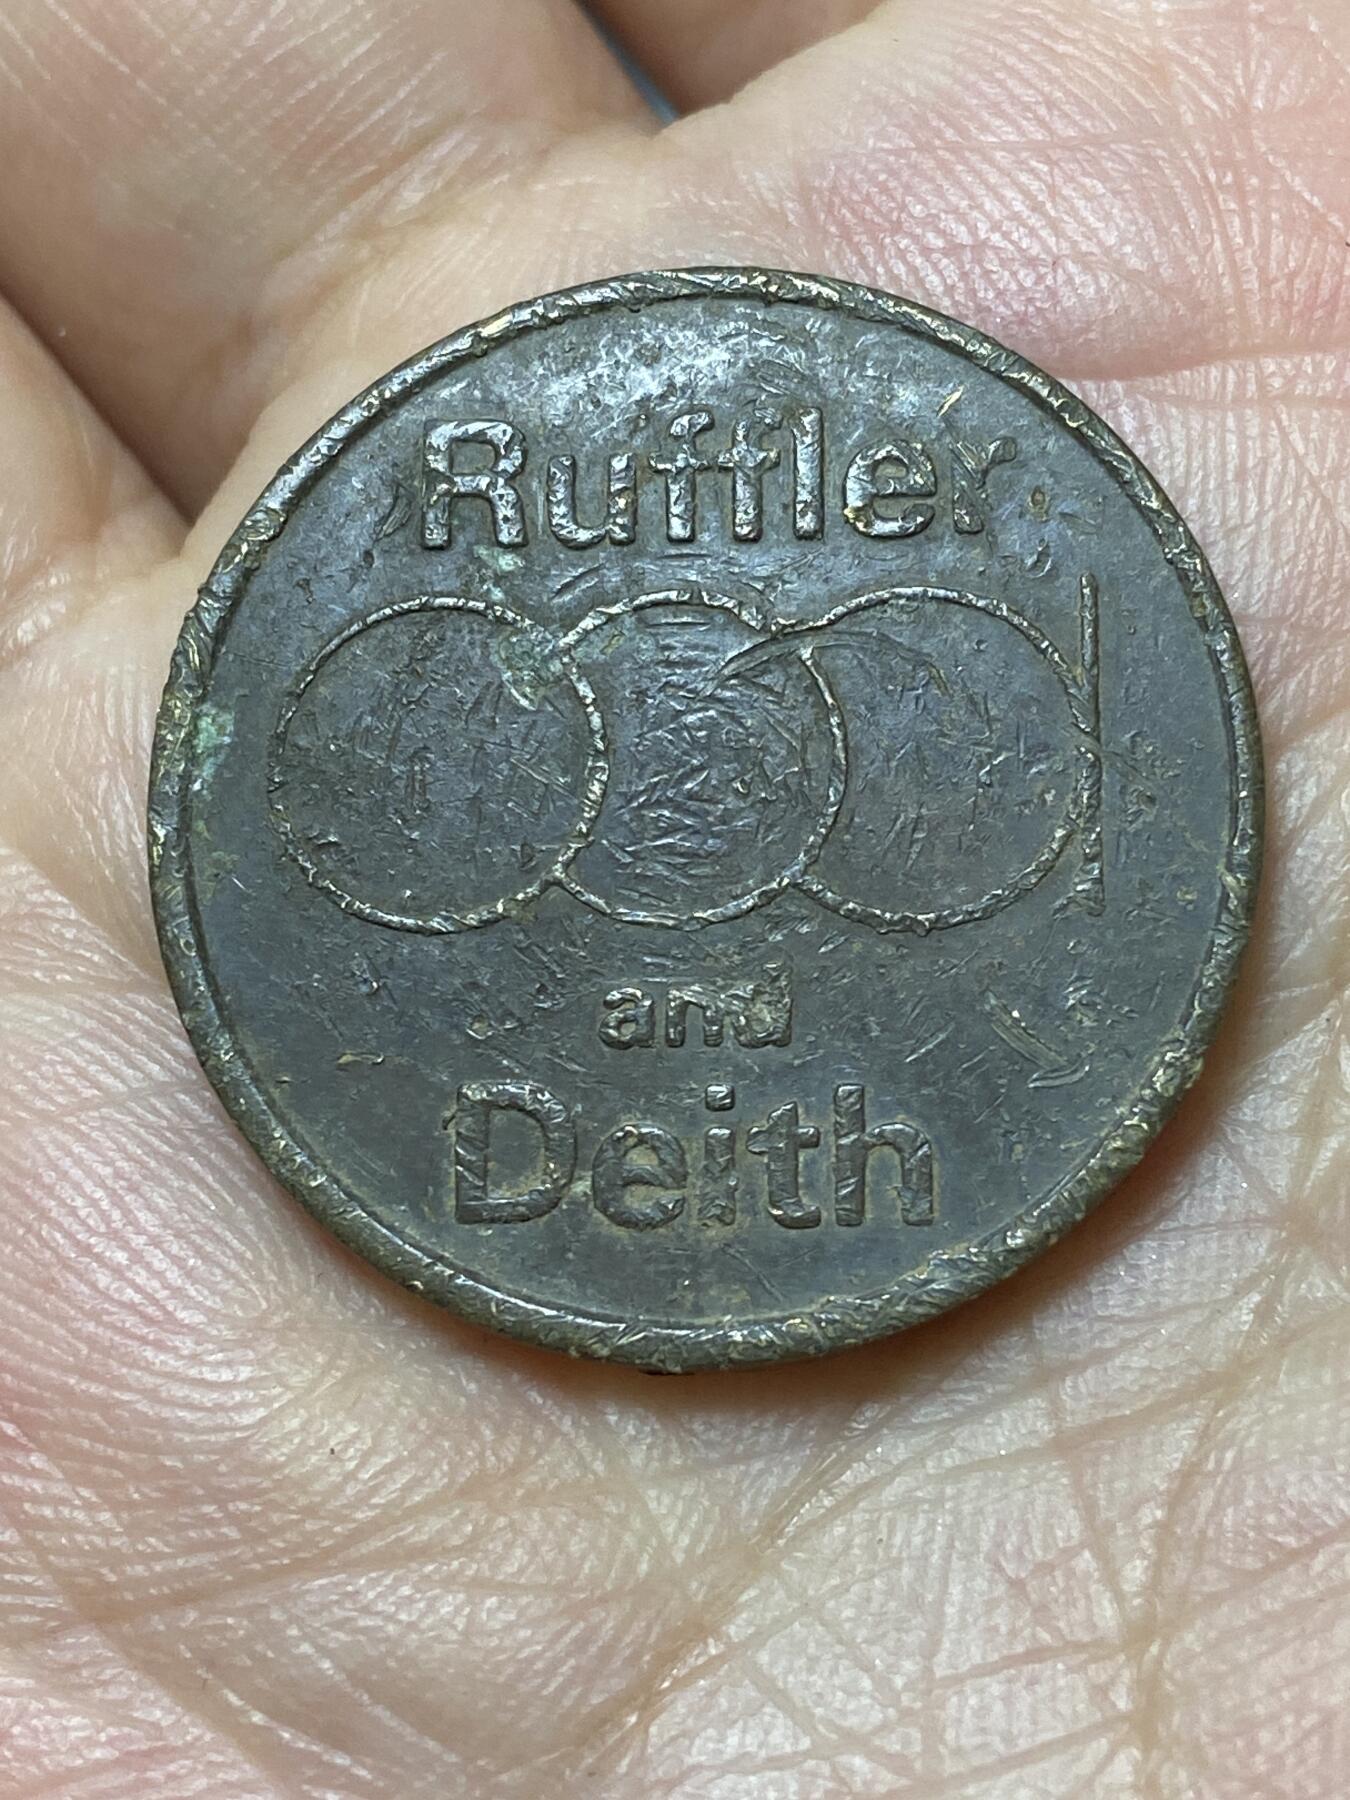 Ruffler
and
Deith